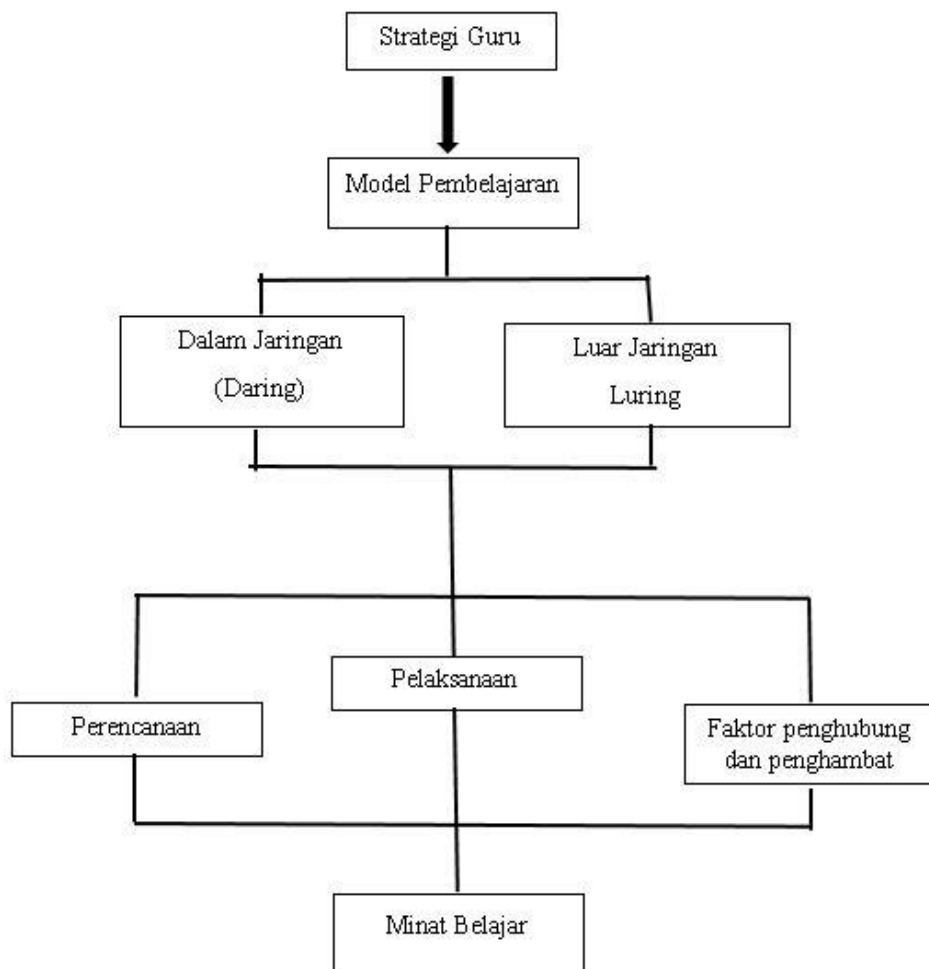 Strategi Guru
Model Pembelajaran
Dalam Jaringan
(Daring)
Luar Jaringan
Luring
Pelaksanaan
Perencanaan
Faktor penghubung
dan penghambat
Minat Belajar